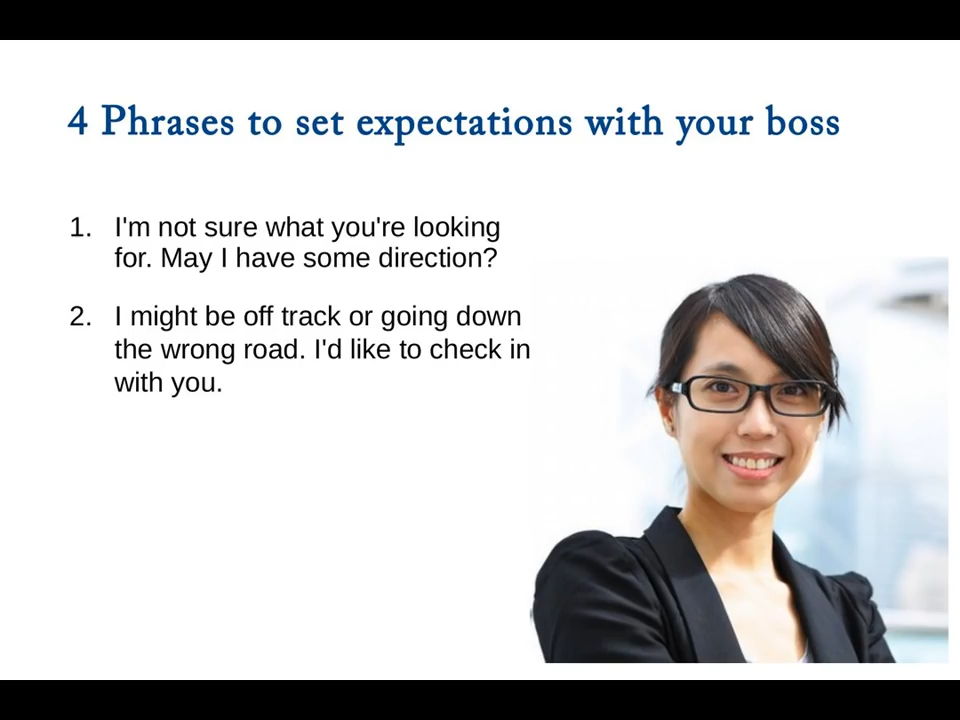 4 Phrases to set expectations with your boss
1. I'm not sure what you're looking
for. May I have some direction?
2. I might be off track or going down
the wrong road. I'd like to check in
with you.